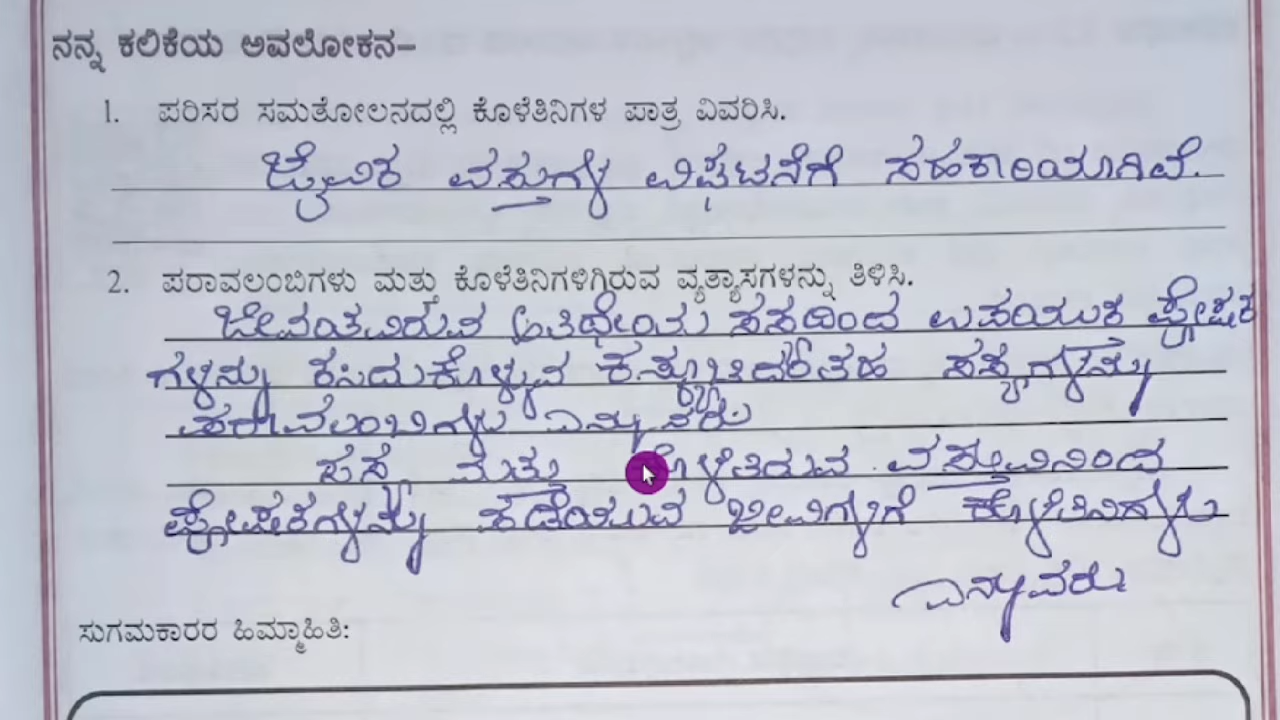 ನನ್ನ ಕಲಿಕೆಯ ಅವಲೋಕನ–
1. ಪರಿಸರ ಸಮತೋಲನದಲ್ಲಿ ಕೊಳೆತಿನಿಗಳ ಪಾತ್ರ ವಿವರಿಸಿ.
ಜೈವಿಕ ವಸ್ತುಗಳ ವಿಘಟನೆಗೆ ಸಹಕಾರಿಯಾಗಿವೆ.
2. ಪರಾವಲಂಬಿಗಳು ಮತ್ತು ಕೊಳೆತಿನಿಗಳಿಗಿರುವ ವ್ಯತ್ಯಾಸಗಳನ್ನು ತಿಳಿಸಿ.
ಜೀವಂತವಿರುವ ಅತಿಥೇಯ ಸಸ್ಯದಿಂದ ಉಪಯುಕ್ತ ಪೋಷಕ
ಗಳನ್ನು ಕಸಿದುಕೊಳ್ಳುವ ಕಸ್ಕ್ಯೂಟದಂತಹ ಸಸ್ಯಗಳನ್ನು
ಪರಾವಲಂಬಿಗಳು ಎನ್ನುವರು
ಸಸ್ಯ ಮತ್ತು ಕೊಳೆತಿರುವ ವಸ್ತುವಿನಿಂದ
ಪೋಷಕಗಳನ್ನು ಪಡೆಯುವ ಜೀವಿಗಳಿಗೆ ಕೊಳೆತಿನಿಗಳು
ಎನ್ನುವರು
ಸುಗಮಕಾರರ ಹಿಮ್ಮಾಹಿತಿ: